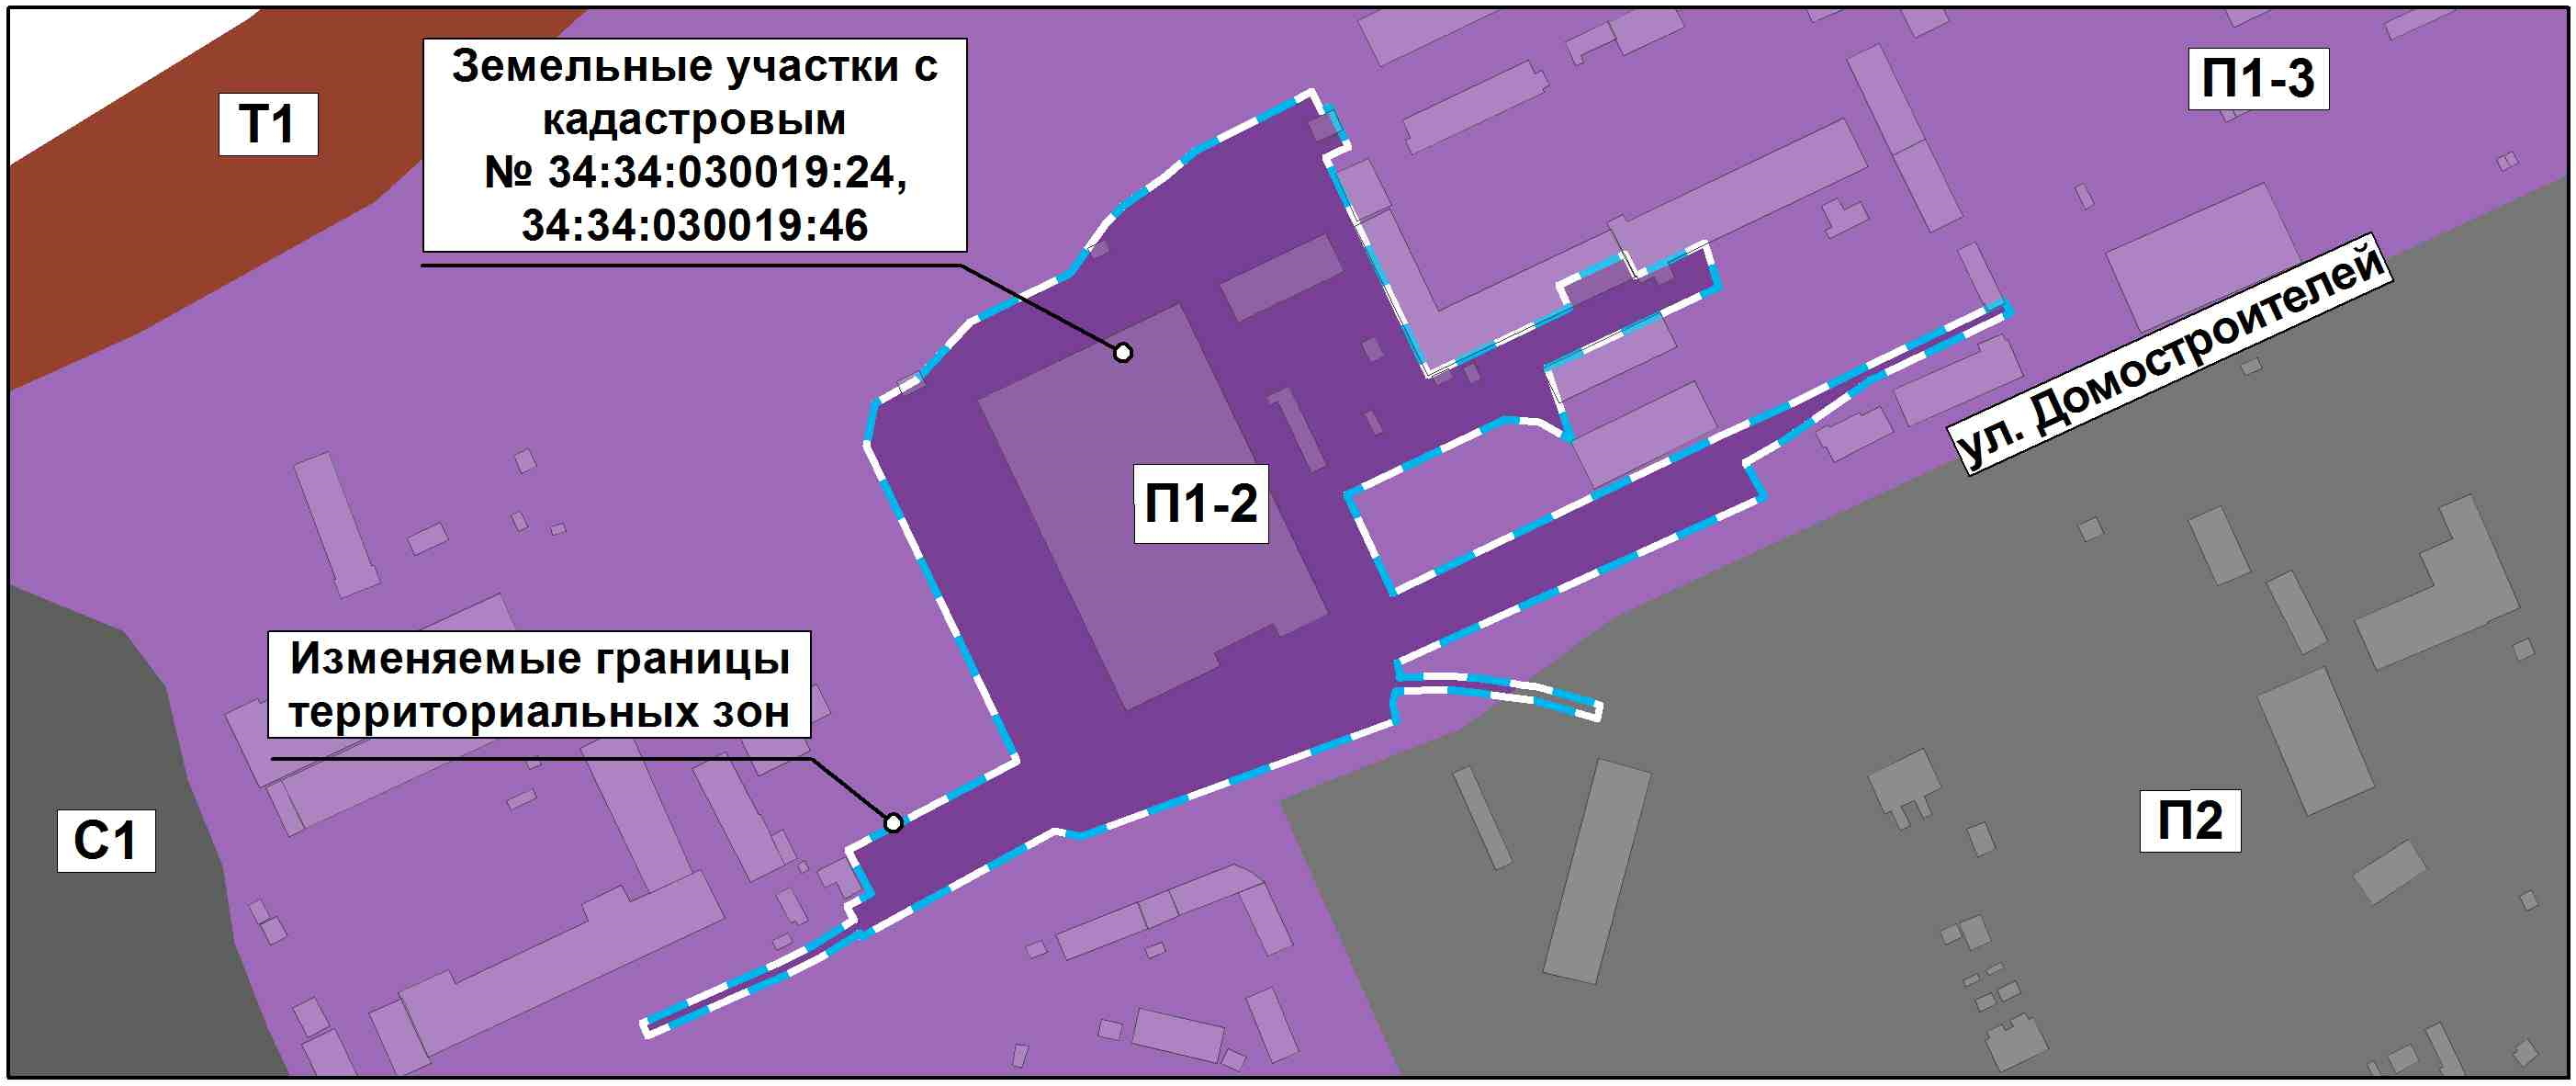 Т1
Земельные участки с
кадастровым
№ 34:34:030019:24,
34:34:030019:46
П1-3
ул. Домостроителей
П1-2
Изменяемые границы
территориальных зон
С1
П2